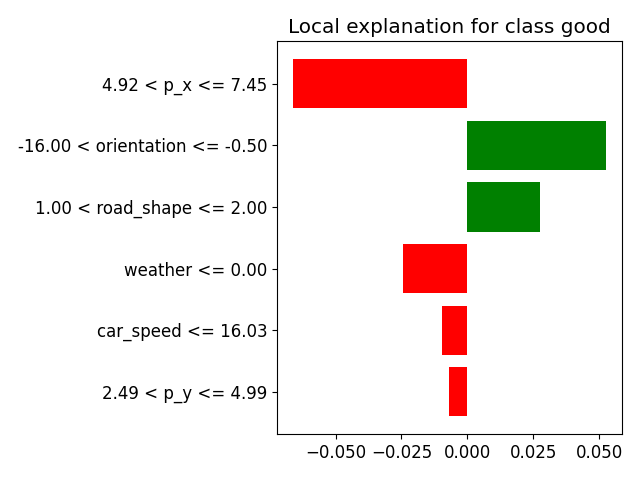 Local explanation for class good
4.92 < p_x <= 7.45
-16.00 < orientation <= -0.50
1.00 < road_shape <= 2.00
weather <= 0.00
car_speed <= 16.03
2.49 < p_y <= 4.99
−0.050 −0.025 0.000 0.025 0.050